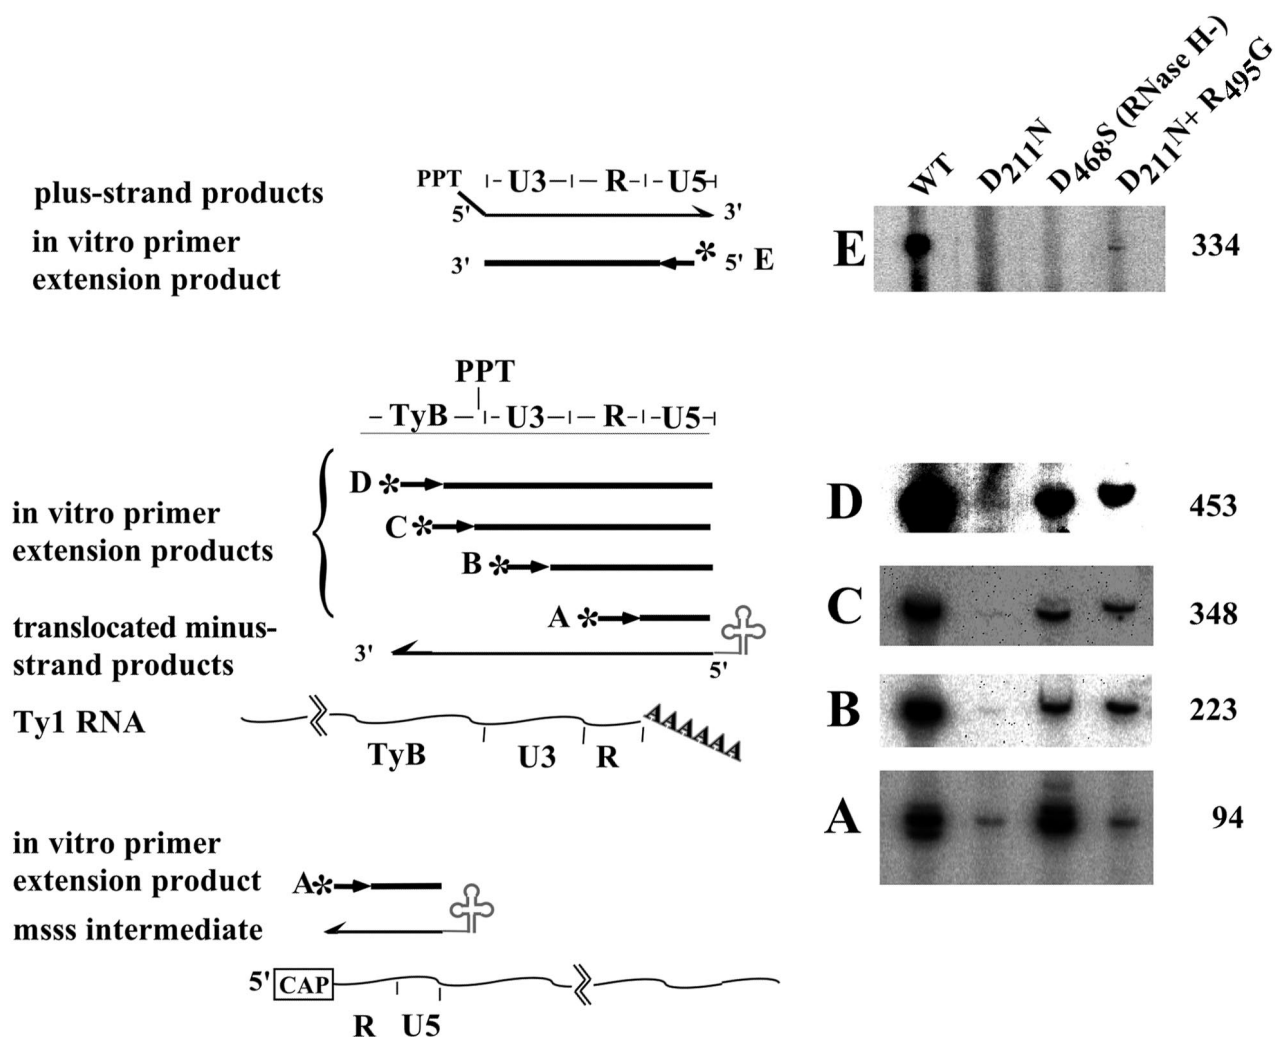 WT
D211N
D468S (RNase H-)
D211N+ R495G
plus-strand products
PPT
U3 R U5
5' 3'
in vitro primer
extension product
3' * 5' E
E 334
PPT
TyB U3 R U5
in vitro primer
extension products
D *
C *
B *
A *
translocated minus-
strand products
3' 5'
Ty1 RNA
AAAAAA
TyB U3 R
D 453
C 348
B 223
A 94
in vitro primer
extension product
A*
msss intermediate
5' CAP
R U5